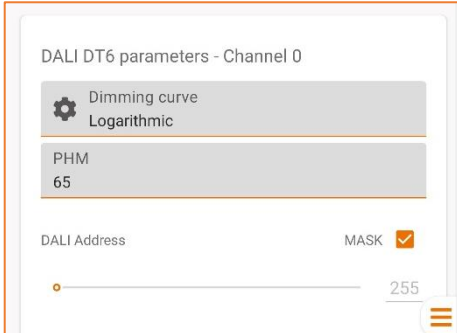 DALI DT6 parameters - Channel 0
Dimming curve
Logarithmic
PHM
65
DALI Address MASK
255